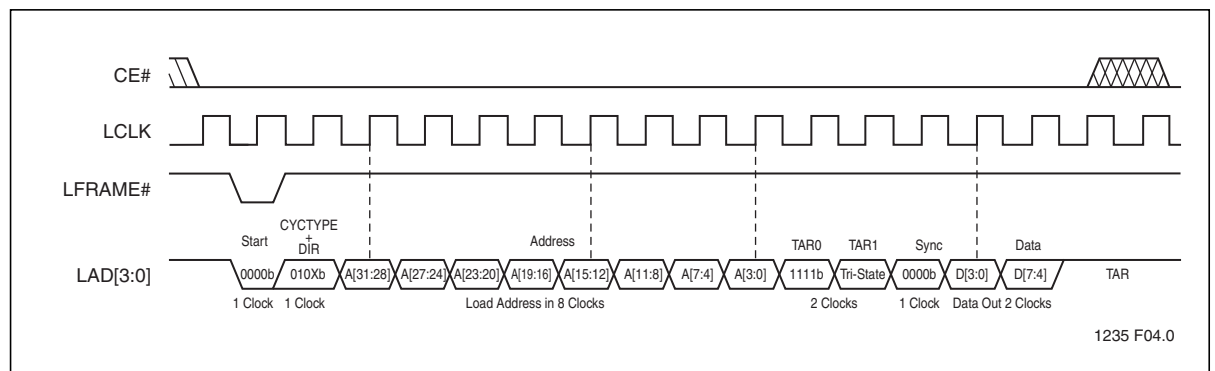 CE#
LCLK
LFRAME#
CYCTYPE
+
DIR
Start
Address
TAR0 TAR1 Sync Data
LAD[3:0]
0000b 010Xb A[31:28] A[27:24] A[23:20] A[19:16] A[15:12] A[11:8] A[7:4] A[3:0] 1111b Tri-State 0000b D[3:0] D[7:4] TAR
1 Clock 1 Clock Load Address in 8 Clocks 2 Clocks 1 Clock Data Out 2 Clocks
1235 F04.0